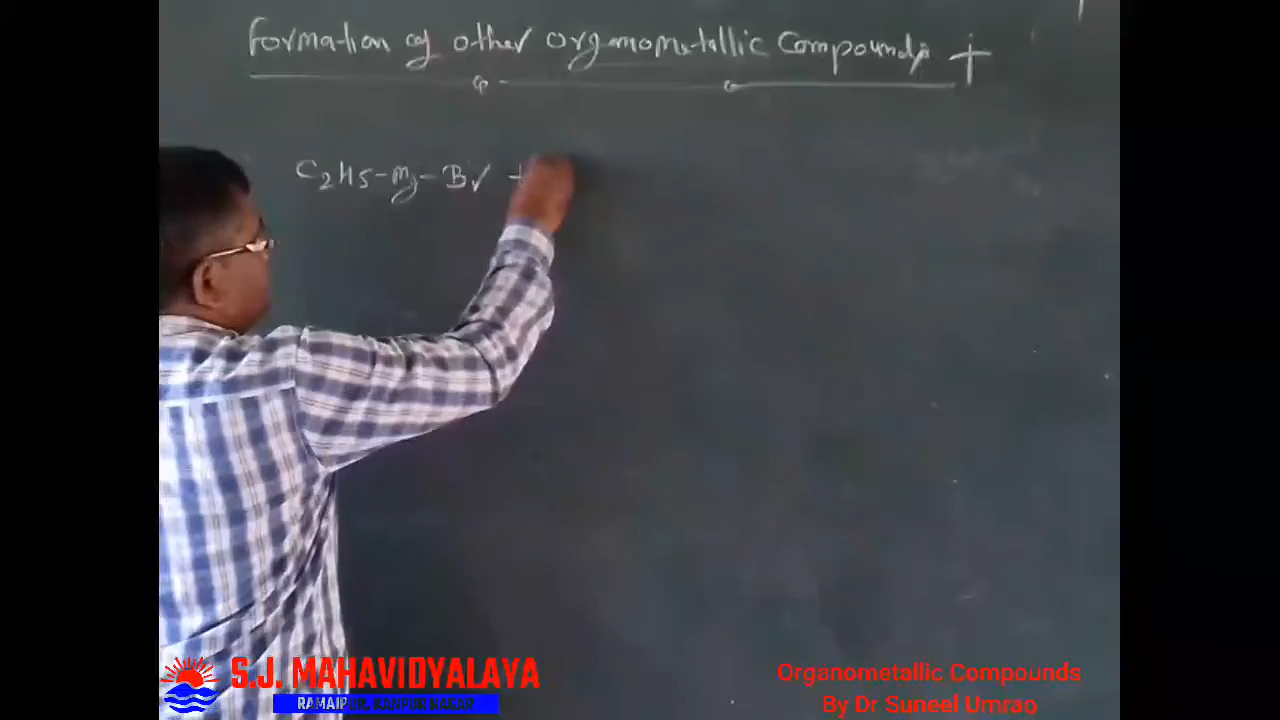 Formation of other Organometallic Compounds +
C2H5-Mg-Br +
S.J. MAHAVIDYALAYA
RAMAIPUR, KANPUR NAGAR
Organometallic Compounds
By Dr Suneel Umrao